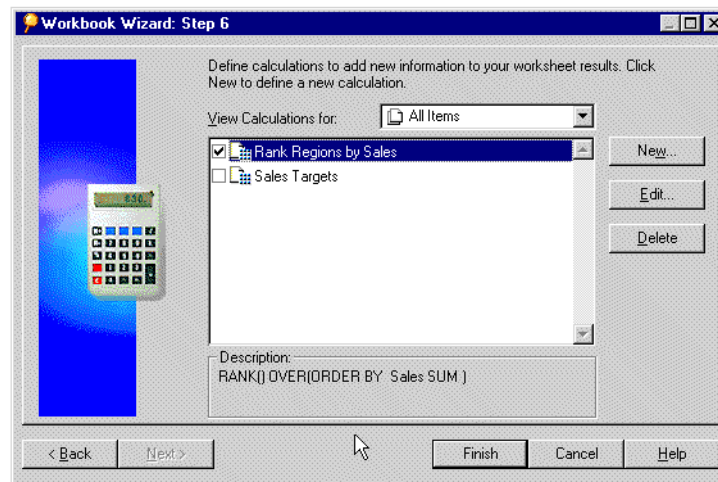 Workbook Wizard: Step 6
Define calculations to add new information to your worksheet results. Click
New to define a new calculation.
View Calculations for: All Items
Rank Regions by Sales
Sales Targets
New...
Edit...
Delete
Description:
RANK() OVER(ORDER BY Sales SUM )
< Back Next > Finish Cancel Help